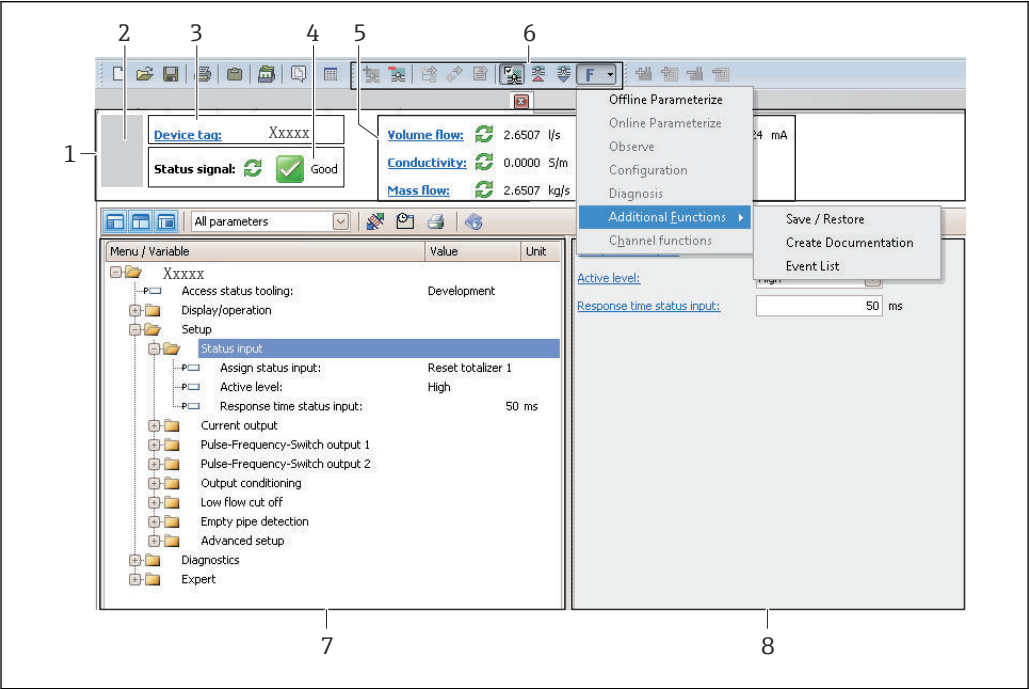 2 3 4 5 6
F
Offline Parameterize
Online Parameterize
Observe
Configuration
Diagnosis
Additional Functions
Channel functions
Save / Restore
Create Documentation
Event List
1
Device tag: Xxxxx
Status signal: Good
Volume flow: 2.6507 l/s
Conductivity: 0.0000 S/m
Mass flow: 2.6507 kg/s
24 mA
All parameters
Menu / Variable Value Unit
Xxxxx
Access status tooling: Development
Display/operation
Setup
Status input
Assign status input: Reset totalizer 1
Active level: High
Response time status input: 50 ms
Current output
Pulse-Frequency-Switch output 1
Pulse-Frequency-Switch output 2
Output conditioning
Low flow cut off
Empty pipe detection
Advanced setup
Diagnostics
Expert
Active level: High
Response time status input: 50 ms
7 8